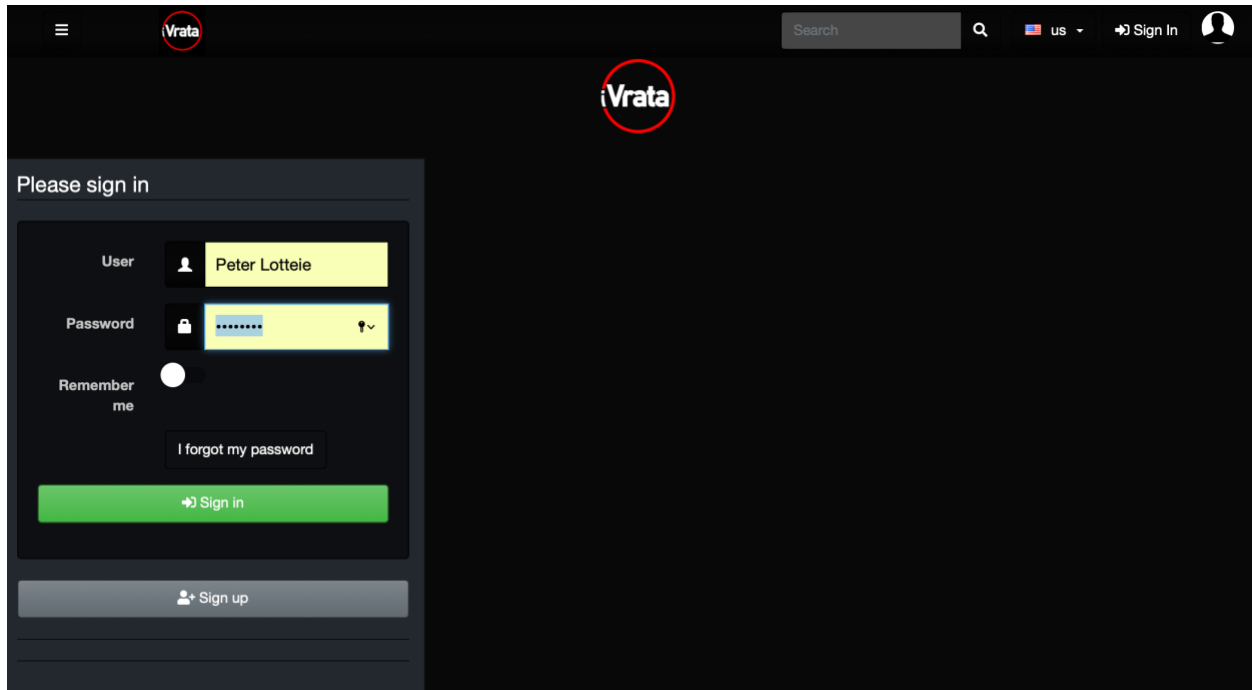 iVrata
Search
us
Sign In
iVrata
Please sign in
User
Peter Lotteie
Password
••••••••
Remember
me
I forgot my password
Sign in
Sign up